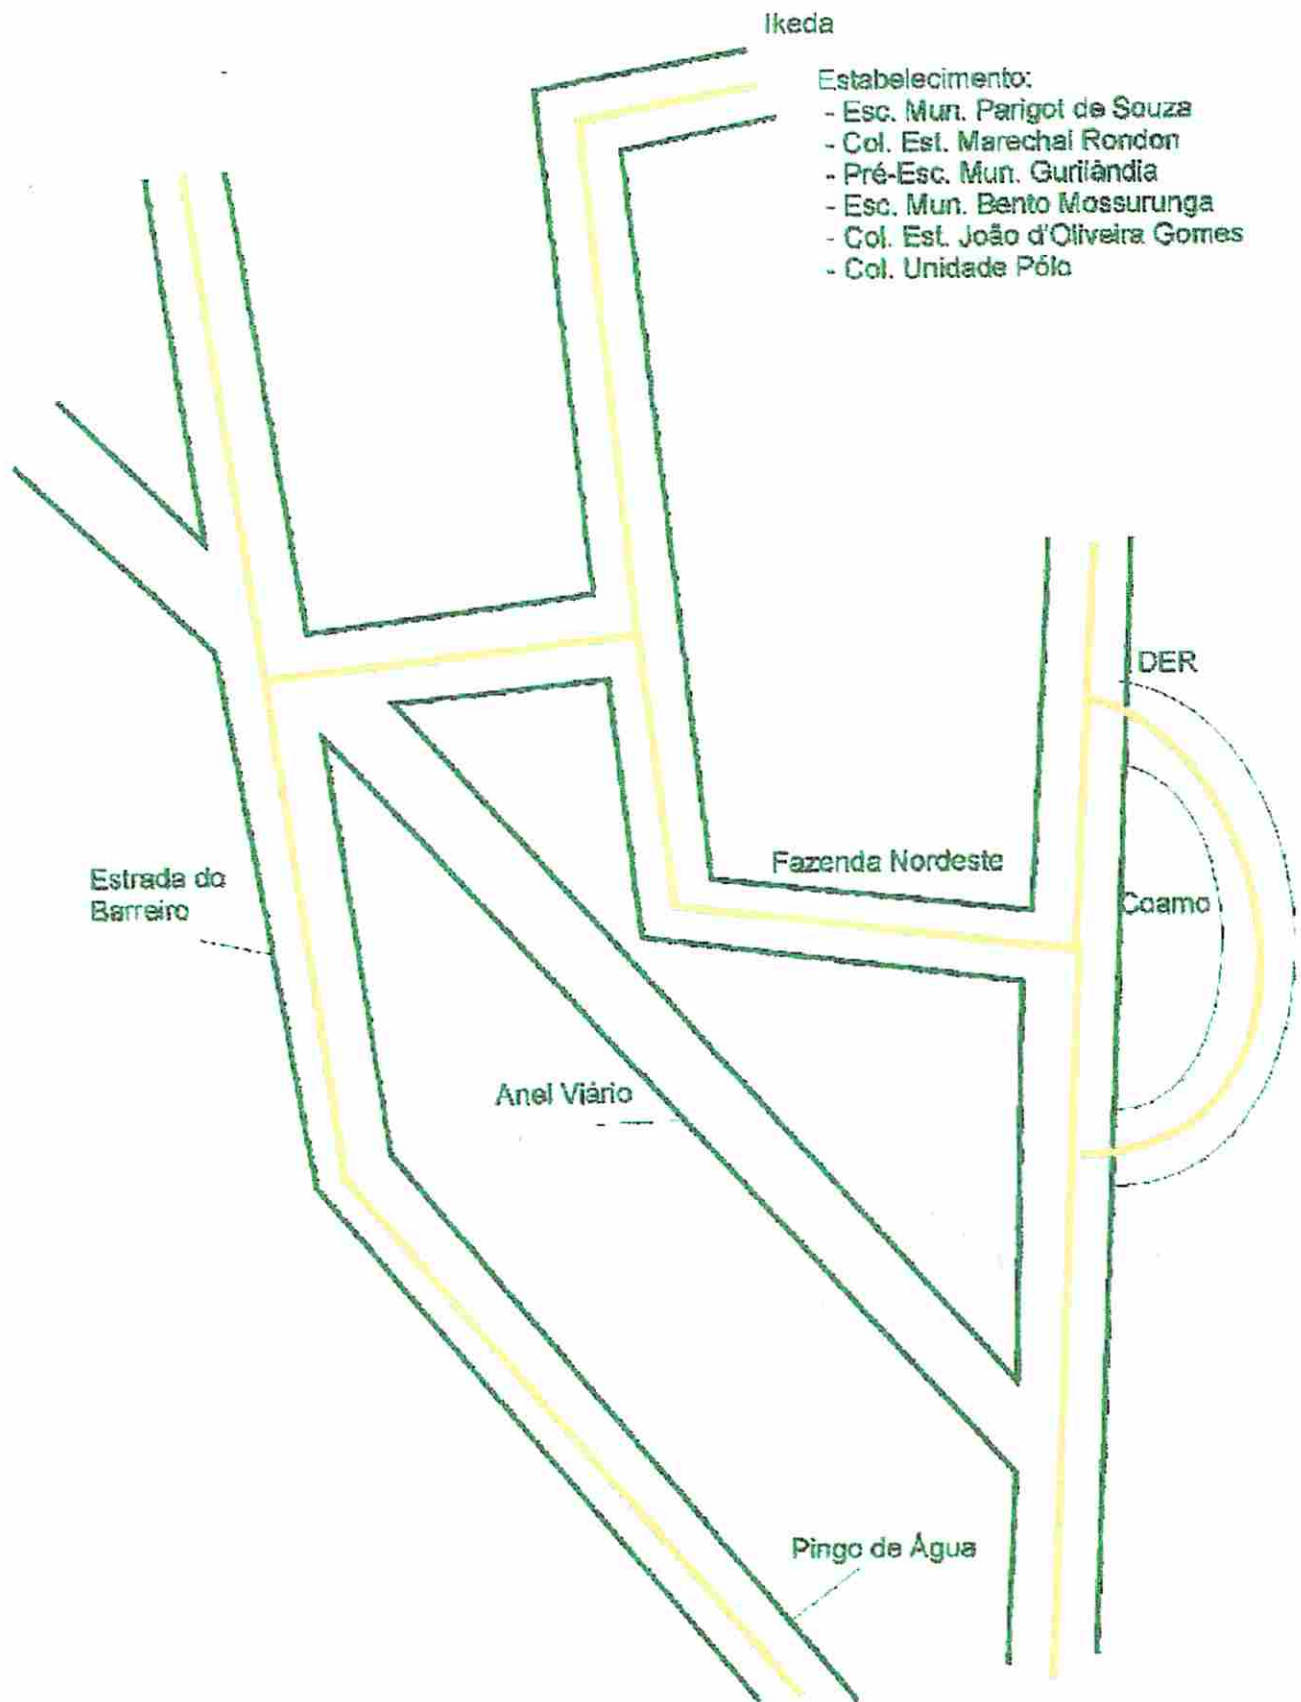 Ikeda
Estabelecimento:
- Esc. Mun. Parigot de Souza
- Col. Est. Marechal Rondon
- Pré-Esc. Mun. Gurilândia
- Esc. Mun. Bento Mossurunga
- Col. Est. João d'Oliveira Gomes
- Col. Unidade Pólo
DER
Fazenda Nordeste
Estrada do
Barreiro
Coamo
Anel Viário
Pingo de Água